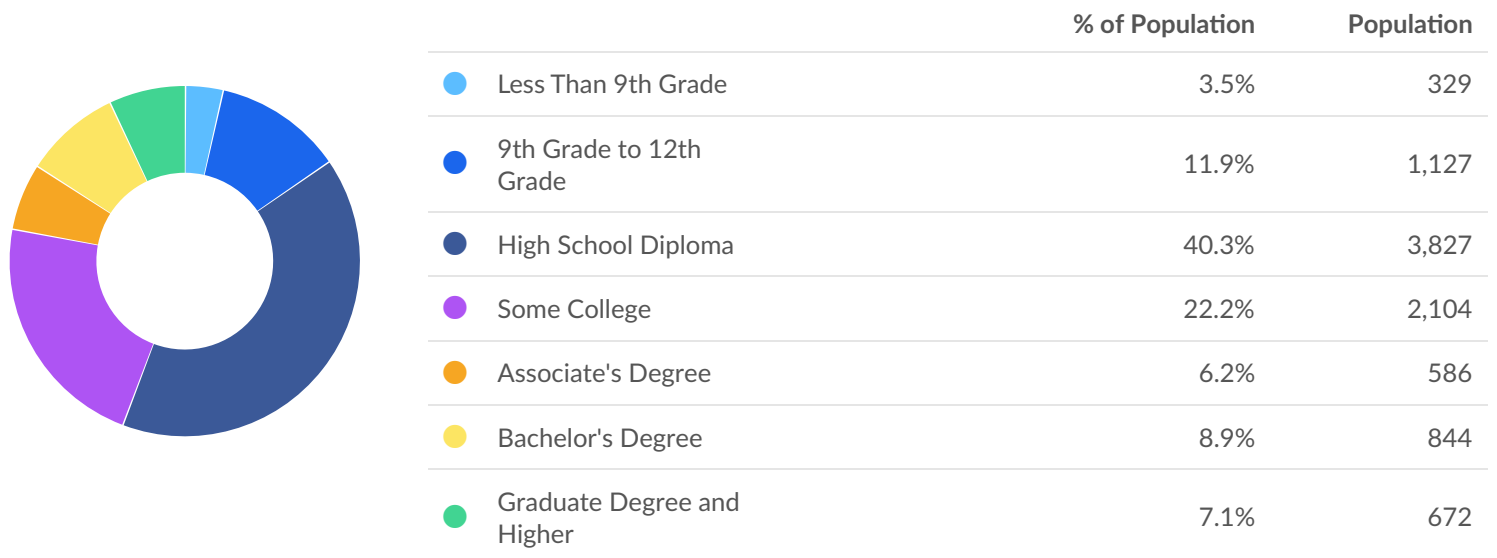 % of Population Population
Less Than 9th Grade 3.5% 329
9th Grade to 12th
Grade 11.9% 1,127
High School Diploma 40.3% 3,827
Some College 22.2% 2,104
Associate's Degree 6.2% 586
Bachelor's Degree 8.9% 844
Graduate Degree and
Higher 7.1% 672